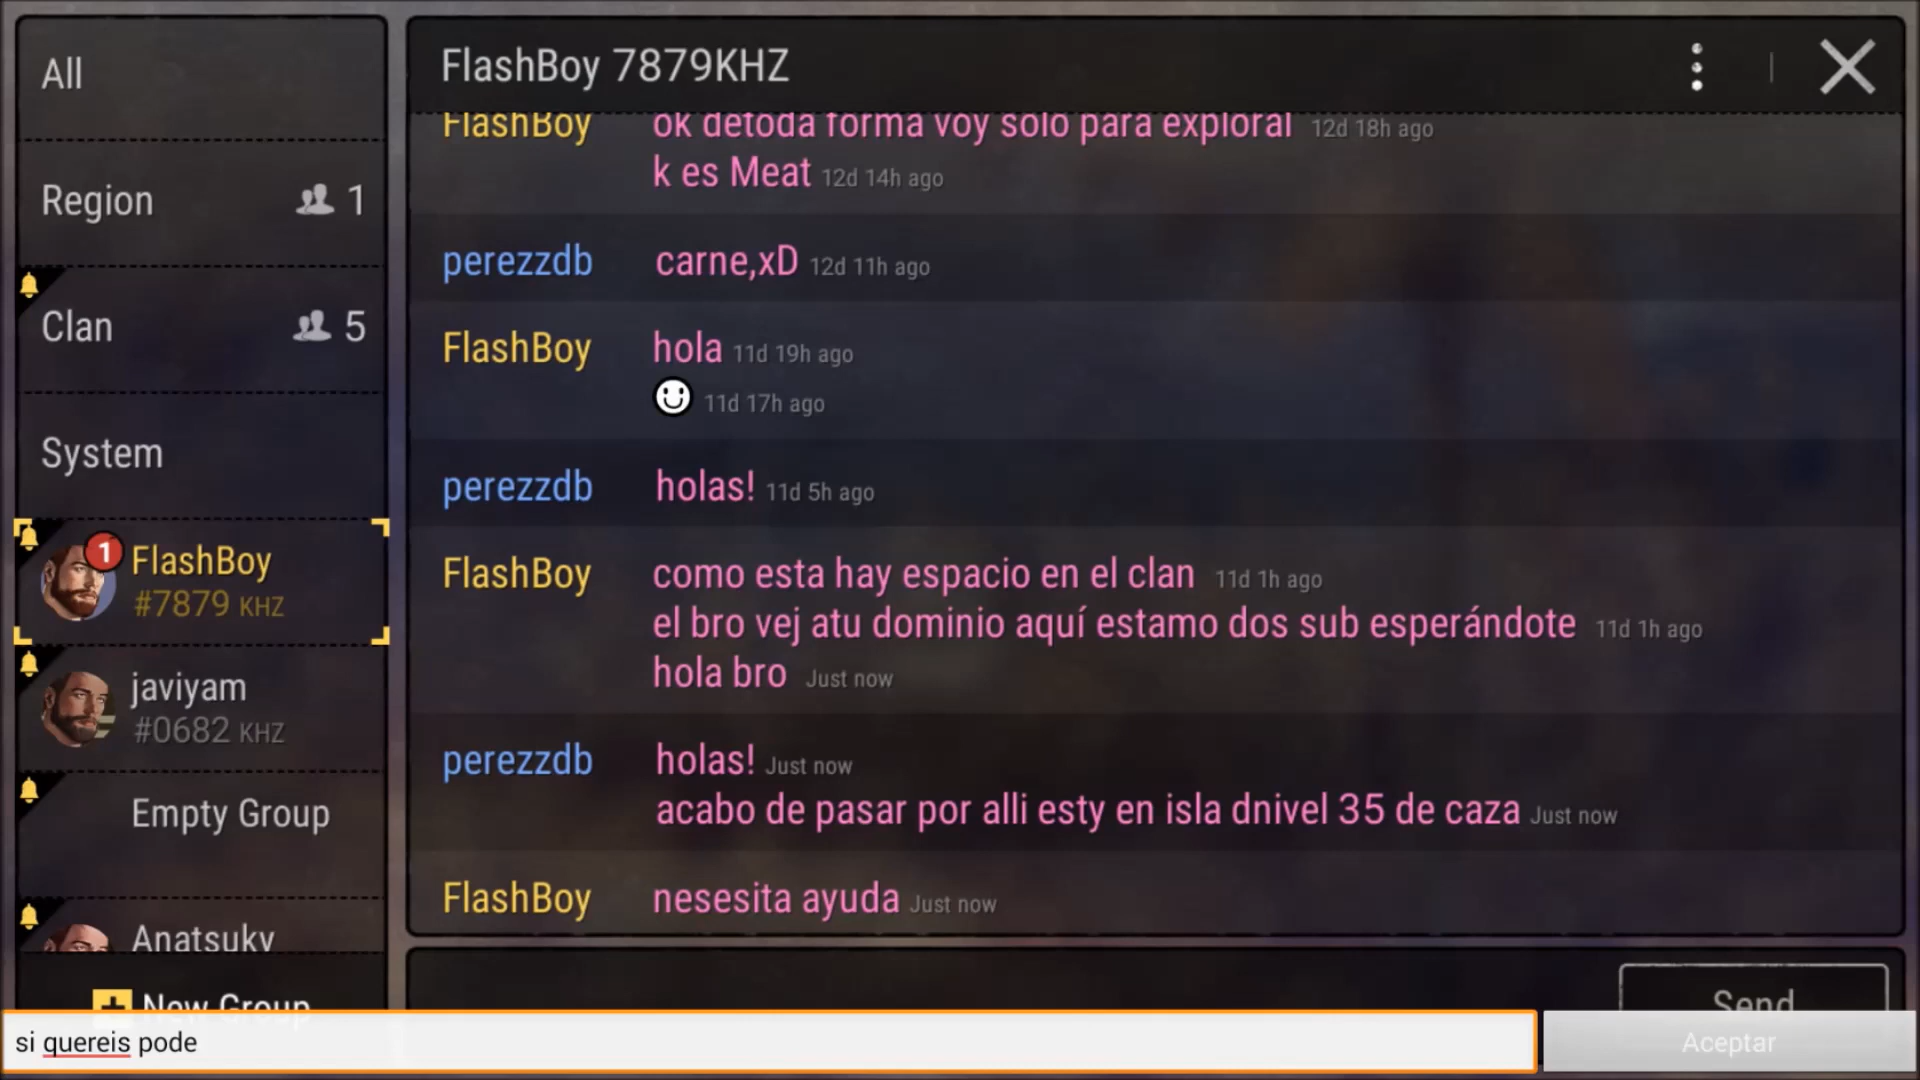 All
Region 1
Clan 5
System
1
FlashBoy
#7879 KHZ
javiyam
#0682 KHZ
Empty Group
Anatsuky
New Group
FlashBoy 7879KHZ
FlashBoy ok detoda forma voy solo para exploral 12d 18h ago
k es Meat 12d 14h ago
perezzdb carne,xD 12d 11h ago
FlashBoy hola 11d 19h ago
11d 17h ago
perezzdb holas! 11d 5h ago
FlashBoy como esta hay espacio en el clan 11d 1h ago
el bro vej atu dominio aquí estamo dos sub esperándote 11d 1h ago
hola bro Just now
perezzdb holas! Just now
acabo de pasar por alli esty en isla dnivel 35 de caza Just now
FlashBoy nesesita ayuda Just now
Send
si quereis pode
Aceptar